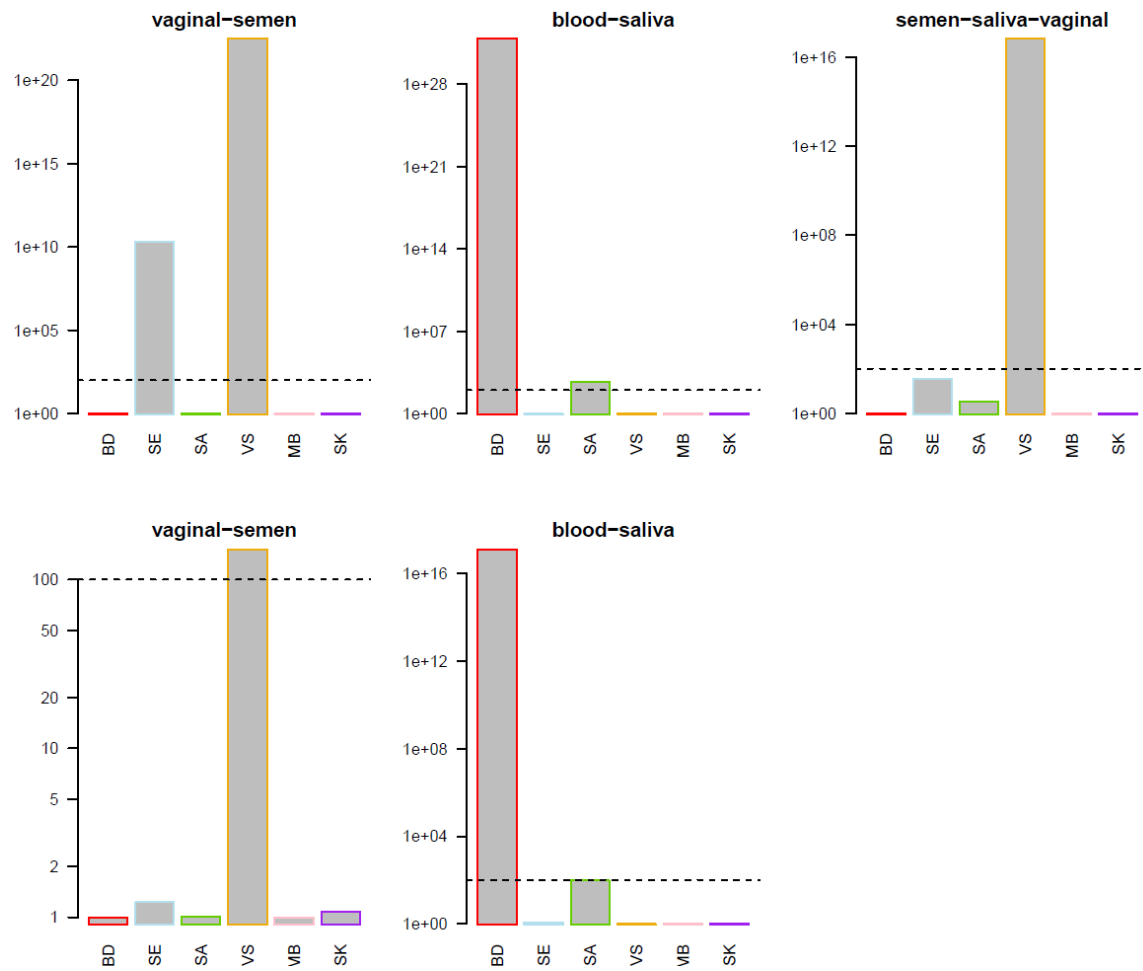 vaginal−semen
1e+20
1e+15
1e+10
1e+05
1e+00
BD
SE
SA
VS
MB
SK
blood−saliva
1e+28
1e+21
1e+14
1e+07
1e+00
BD
SE
SA
VS
MB
SK
semen−saliva−vaginal
1e+16
1e+12
1e+08
1e+04
1e+00
BD
SE
SA
VS
MB
SK
vaginal−semen
100
50
20
10
5
2
1
BD
SE
SA
VS
MB
SK
blood−saliva
1e+16
1e+12
1e+08
1e+04
1e+00
BD
SE
SA
VS
MB
SK